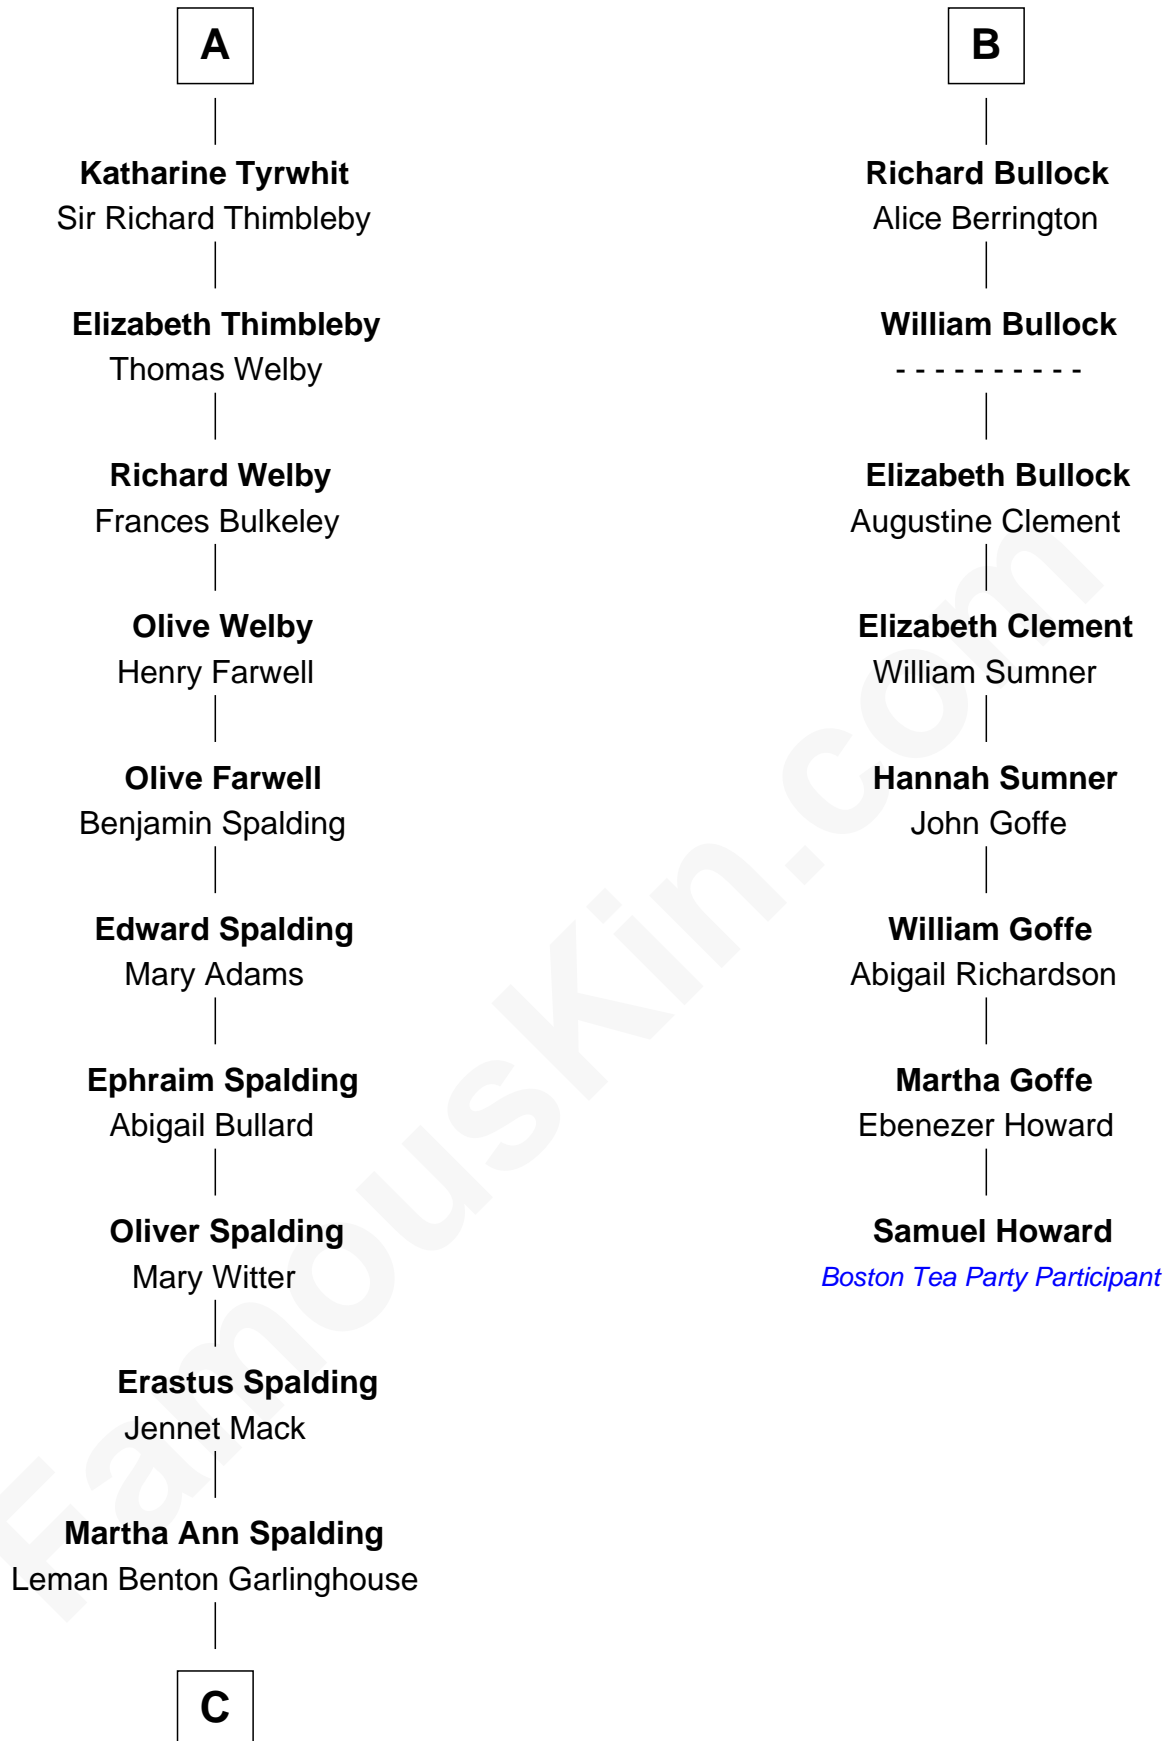 A
Katharine Tyrwhit
Sir Richard Thimbleby
Elizabeth Thimbleby
Thomas Welby
Richard Welby
Frances Bulkeley
Olive Welby
Henry Farwell
Olive Farwell
Benjamin Spalding
Edward Spalding
Mary Adams
Ephraim Spalding
Abigail Bullard
Oliver Spalding
Mary Witter
Erastus Spalding
Jennet Mack
Martha Ann Spalding
Leman Benton Garlinghouse
C
B
Richard Bullock
Alice Berrington
William Bullock
- - - - - - - - - -
Elizabeth Bullock
Augustine Clement
Elizabeth Clement
William Sumner
Hannah Sumner
John Goffe
William Goffe
Abigail Richardson
Martha Goffe
Ebenezer Howard
Samuel Howard
Boston Tea Party Participant
FamousKin.com